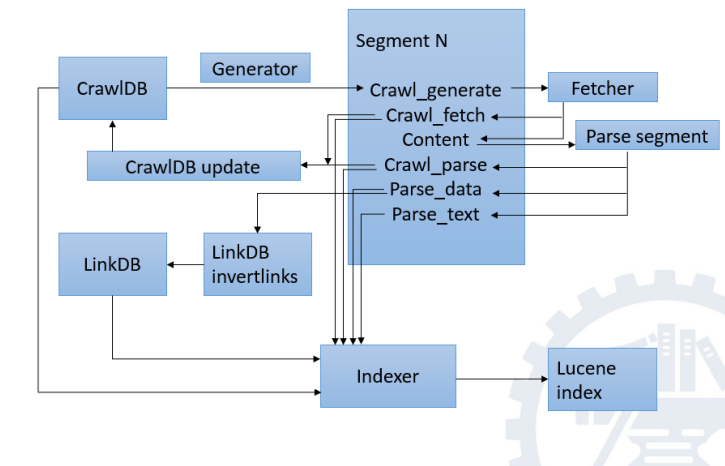 Segment N
Generator
CrawlDB
Crawl_generate
Fetcher
Crawl_fetch
Content
Parse segment
CrawlDB update
Crawl_parse
Parse_data
Parse_text
LinkDB
LinkDB
invertlinks
Indexer
Lucene
index